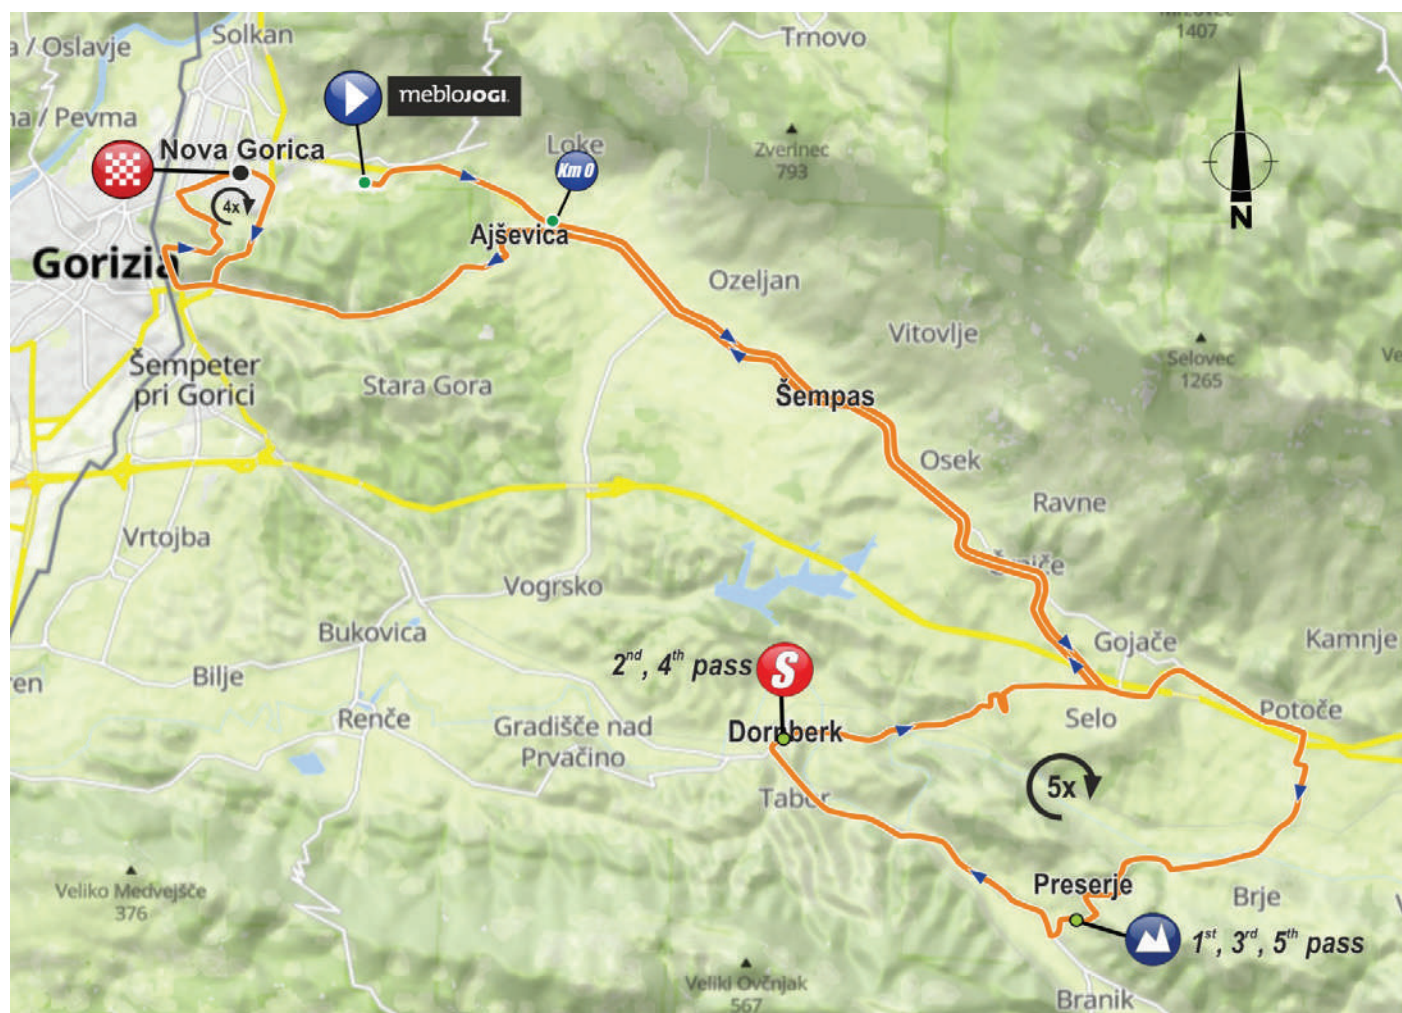 Solkan
/ Oslavje
Trnovo
1407
meblojogi
/ Pevma
Nova Gorica
Loke
Zverinec
793
Km 0
4x
N
Ajševica
Gorizia
Ozeljan
Vitovlje
Selovec
1265
Šempeter
pri Gorici
Stara Gora
Šempas
Osek
Ravne
Vrtojba
Vogrsko
Bukovica
Gojače
Kamnje
2nd, 4th pass
S
Bilje
Renče
Gradišče nad
Prvačino
Dornberk
Selo
Potoče
Tabor
5x
Veliko Medvejšče
376
Preserje
Brje
1st, 3rd, 5th pass
Veliki Ovčnjak
567
Branik